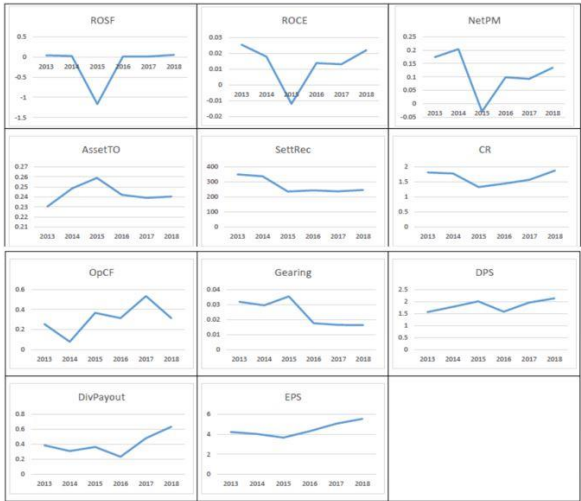 ROSF
0.5
0
-0.5
-1
-1.5
2013 2014 2015 2016 2017 2018
ROCE
0.03
0.02
0.01
0
-0.01
-0.02
2013 2014 2015 2016 2017 2018
NetPM
0.25
0.2
0.15
0.1
0.05
0
-0.05
2013 2014 2015 2016 2017 2018
AssetTO
0.27
0.26
0.25
0.24
0.23
0.22
0.21
2013 2014 2015 2016 2017 2018
SettRec
400
300
200
100
0
2013 2014 2015 2016 2017 2018
CR
2
1.5
1
0.5
0
2013 2014 2015 2016 2017 2018
OpCF
0.6
0.4
0.2
0
2013 2014 2015 2016 2017 2018
Gearing
0.04
0.03
0.02
0.01
0
2013 2014 2015 2016 2017 2018
DPS
2.5
2
1.5
1
0.5
0
2013 2014 2015 2016 2017 2018
DivPayout
0.8
0.6
0.4
0.2
0
2013 2014 2015 2016 2017 2018
EPS
6
4
2
0
2013 2014 2015 2016 2017 2018